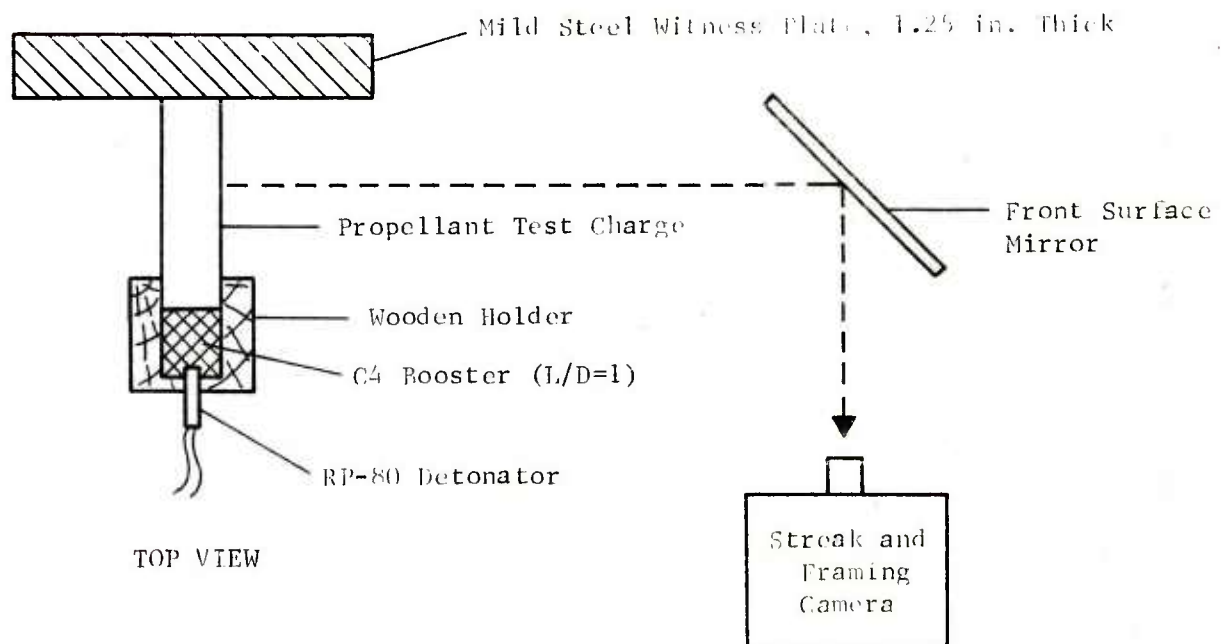 Mild Steel Witness Plate, 1.25 in. Thick
Propellant Test Charge
Front Surface
Mirror
Wooden Holder
C4 Booster (L/D=1)
RP-80 Detonator
TOP VIEW
Streak and
Framing
Camera